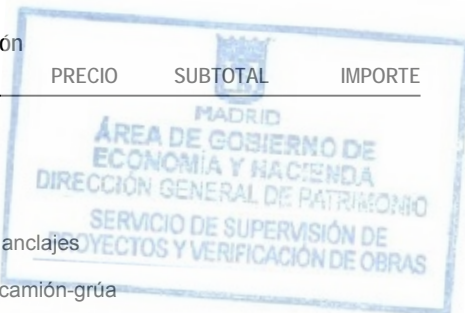 ón
PRECIO SUBTOTAL IMPORTE
MADRID
ÁREA DE GOBIERNO DE
ECONOMÍA Y HACIENDA
DIRECCIÓN GENERAL DE PATRIMONIO
SERVICIO DE SUPERVISIÓN DE
anclajes
PROYECTOS Y VERIFICACIÓN DE OBRAS
camión-grúa